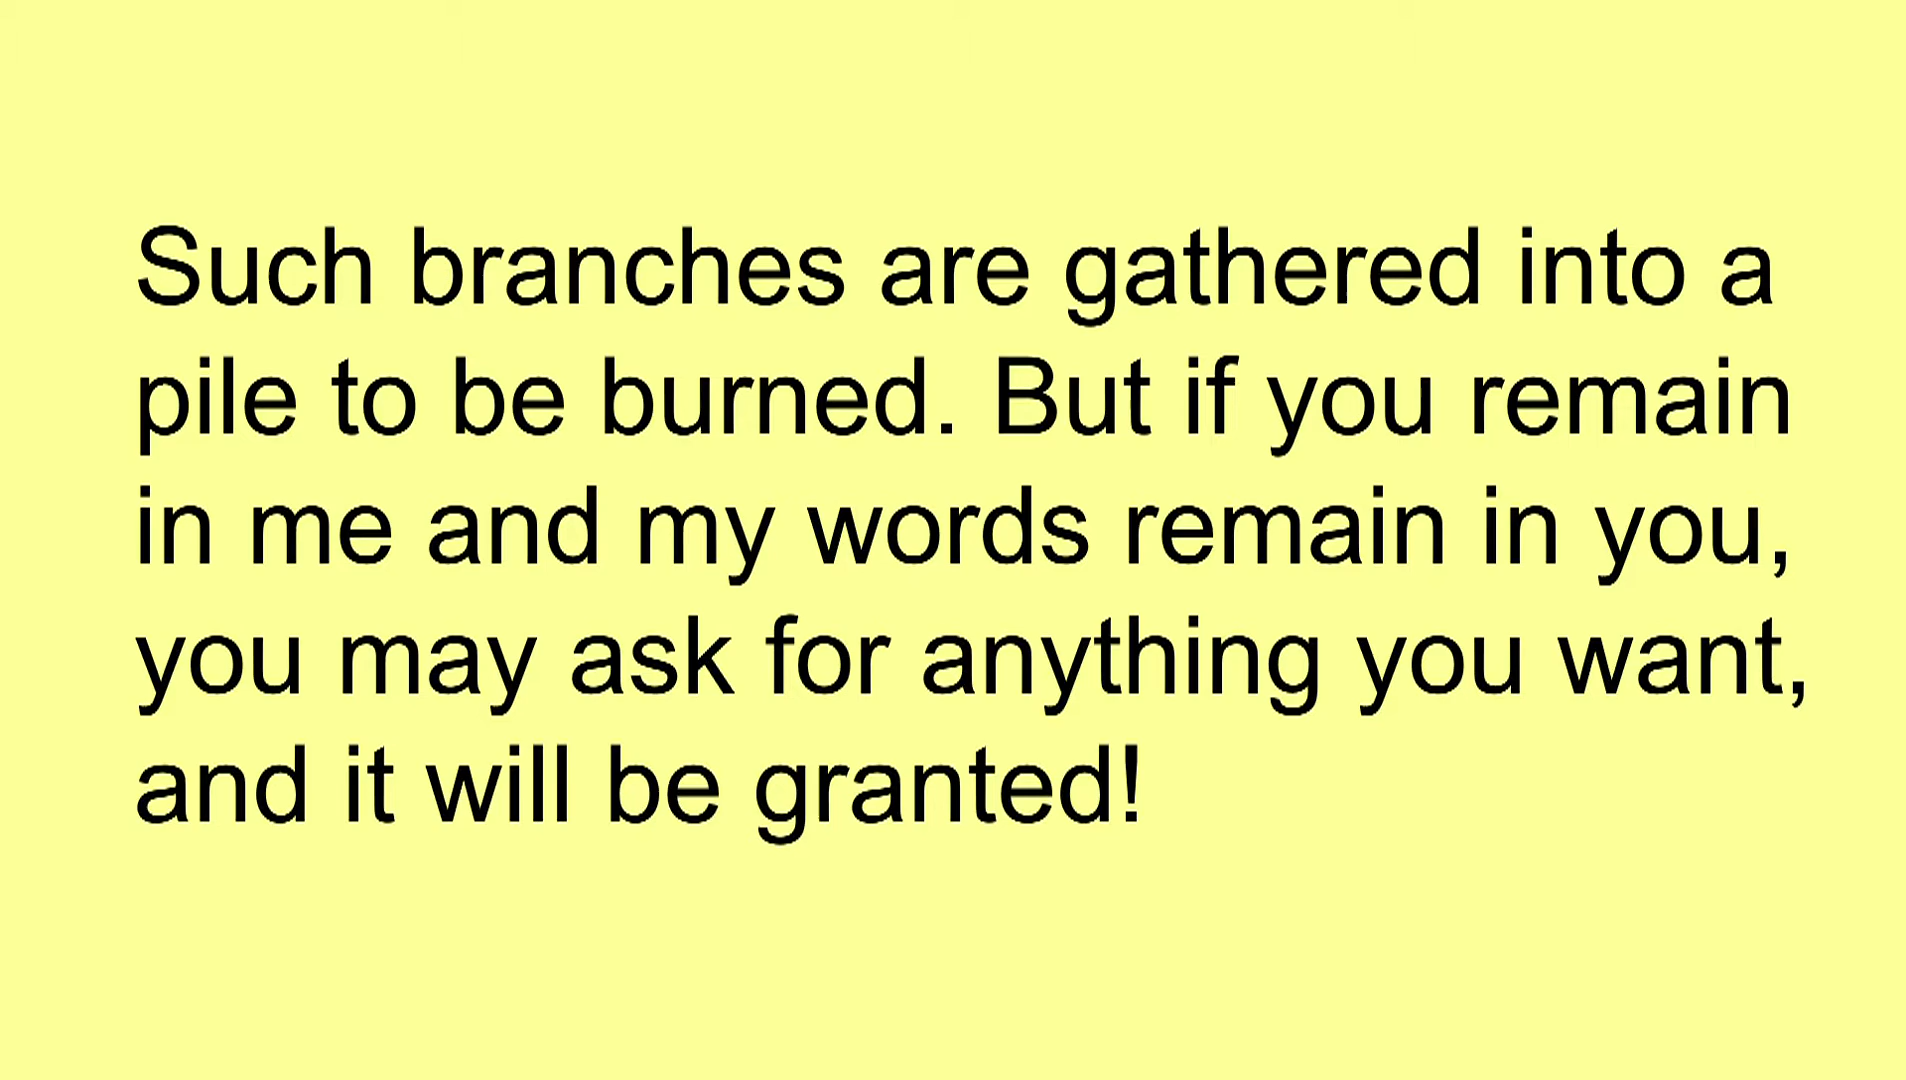 Such branches are gathered into a
pile to be burned. But if you remain
in me and my words remain in you,
you may ask for anything you want,
and it will be granted!